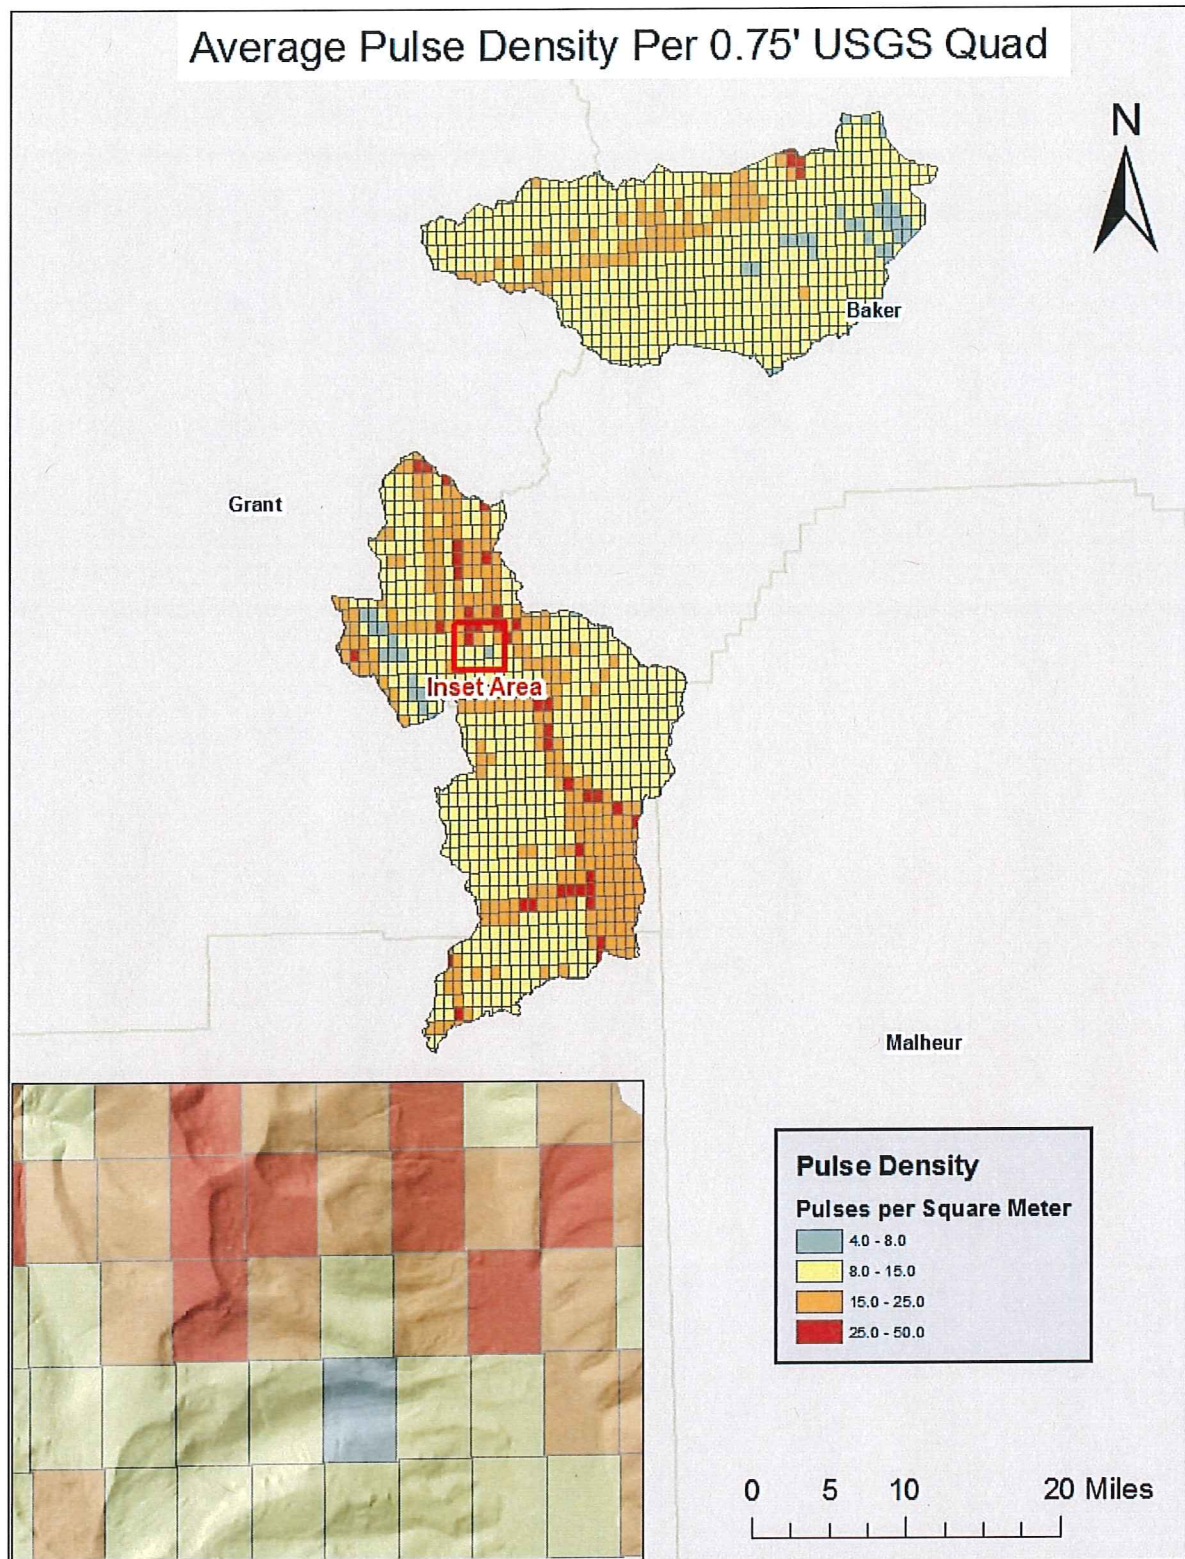 Average Pulse Density Per 0.75' USGS Quad
N
Baker
Grant
Inset Area
Malheur
Pulse Density
Pulses per Square Meter
4.0 - 8.0
8.0 - 15.0
15.0 - 25.0
25.0 - 50.0
0 5 10 20 Miles